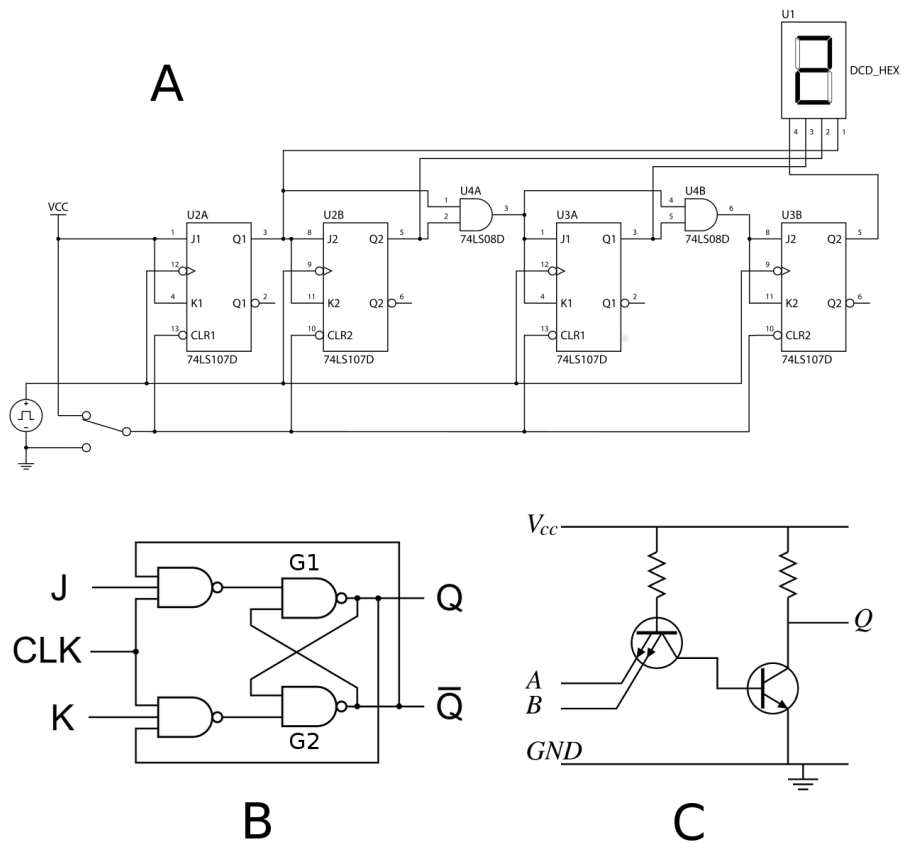 U1
A
DCD_HEX
4 3 2 1
U4A
U4B
VCC
U2A
U2B
1
2
3
74LS08D
U3A
4
5
6
74LS08D
U3B
1 J1 Q1 3
8 J2 Q2 5
1 J1 Q1 3
8 J2 Q2 5
12
9
12
9
4 K1 Q1 2
11 K2 Q2 6
4 K1 Q1 2
11 K2 Q2 6
13 CLR1
10 CLR2
13 CLR1
10 CLR2
74LS107D
74LS107D
74LS107D
74LS107D
J
CLK
K
G1
G2
Q
Q̅
B
Vcc
Q
A
B
GND
C